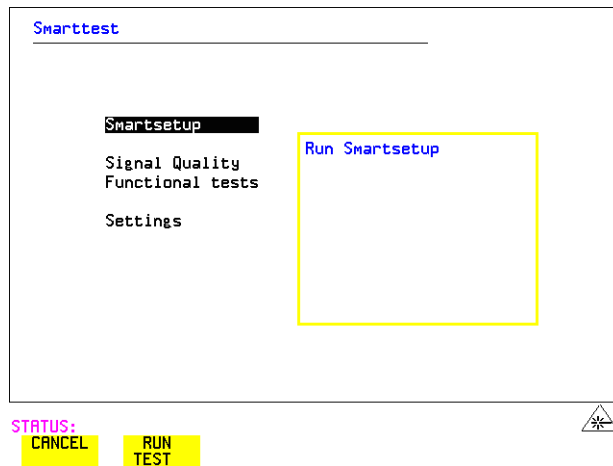 Smarttest
Smartsetup
Run Smartsetup
Signal Quality
Functional tests
Settings
STATUS:
CANCEL
RUN
TEST